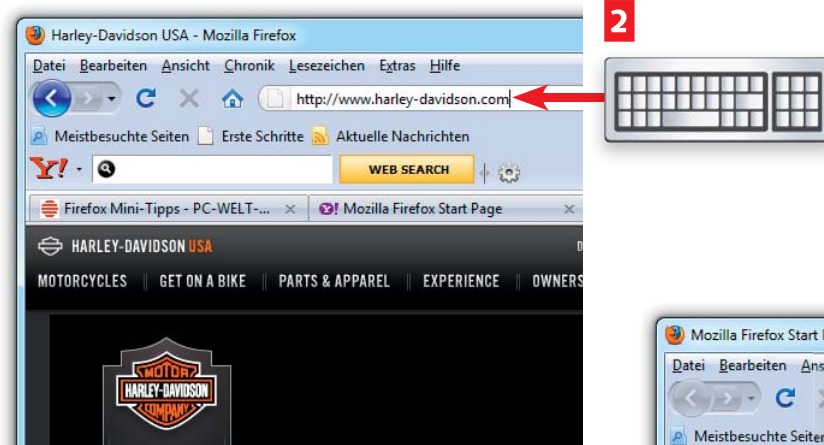 2
Harley-Davidson USA - Mozilla Firefox
Datei Bearbeiten Ansicht Chronik Lesezeichen Extras Hilfe
http://www.harley-davidson.com
Meistbesuchte Seiten Erste Schritte Aktuelle Nachrichten
Y! WEB SEARCH
Firefox Mini-Tipps - PC-WELT-... Y! Mozilla Firefox Start Page
HARLEY-DAVIDSON USA
MOTORCYCLES GET ON A BIKE PARTS & APPAREL EXPERIENCE OWNERS
MOTOR
HARLEY-DAVIDSON
COMPANY
Mozilla Firefox Start
Datei Bearbeiten Ans
Meistbesuchte Seiten